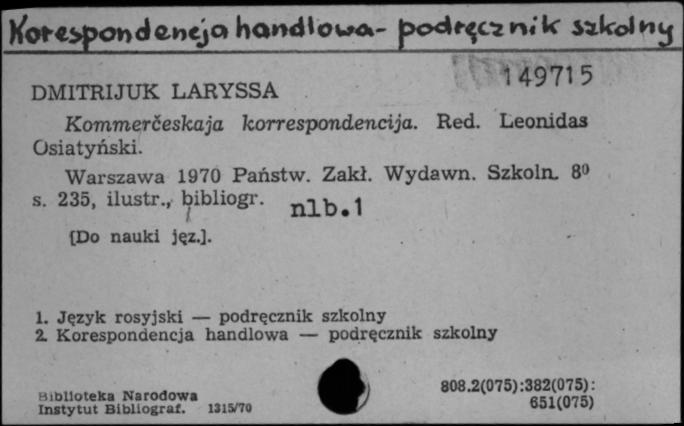 Korespondencja handlowa - podręcznik szkolny
149715
DMITRIJUK LARYSSA
Kommerčeskaja korrespondencija. Red. Leonidas
Osiatyński.
Warszawa 1970 Państw. Zakł. Wydawn. Szkoln. 8⁰
s. 235, ilustr., bibliogr. nlb.1
[Do nauki jęz.].
1. Język rosyjski — podręcznik szkolny
2. Korespondencja handlowa — podręcznik szkolny
Biblioteka Narodowa
Instytut Bibliograf. 1315/70
808.2(075):382(075):
651(075)